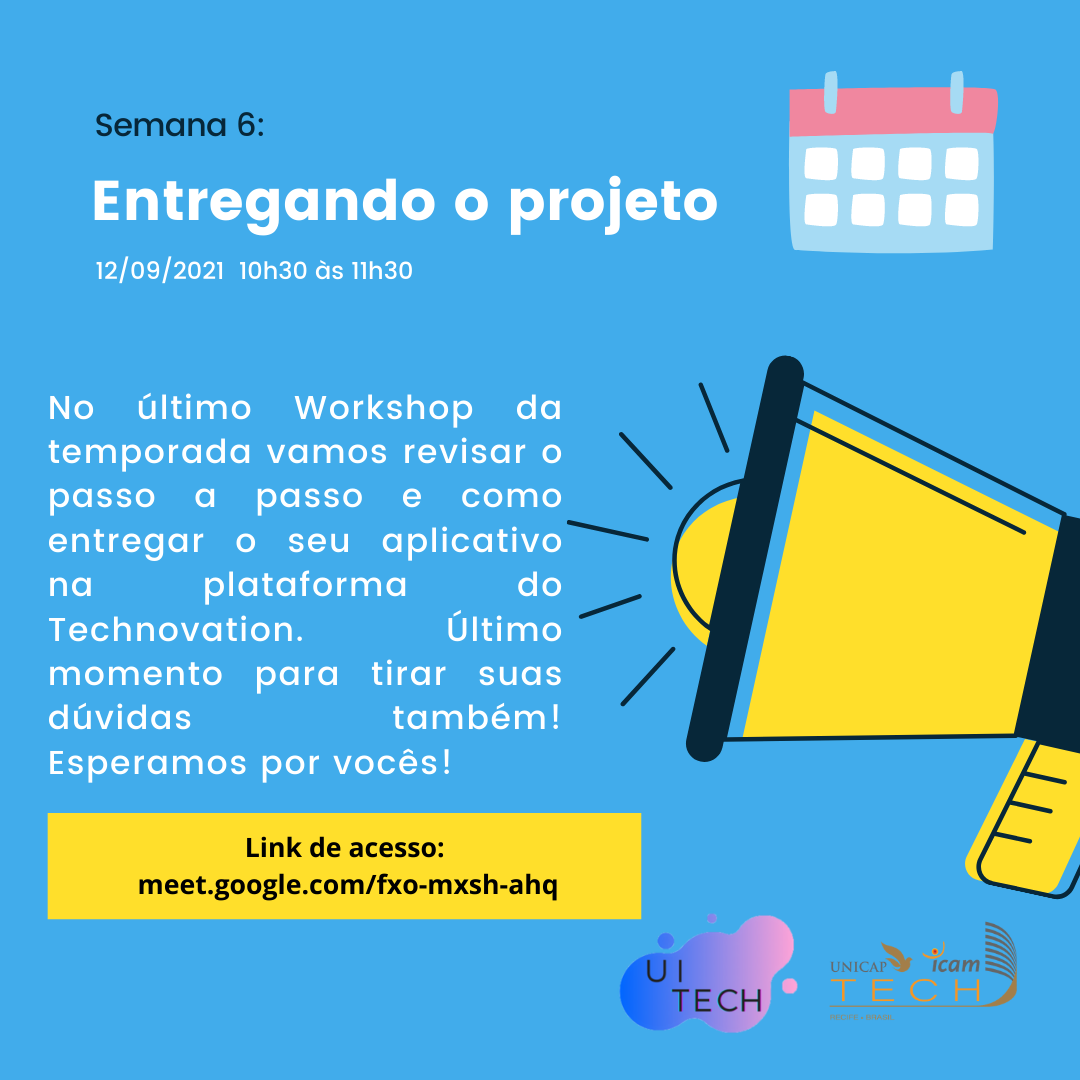 Semana 6:
Entregando o projeto
12/09/2021 10h30 às 11h30
No último Workshop da
temporada vamos revisar o
passo a passo e como
entregar o seu aplicativo
na plataforma do
Technovation. Último
momento para tirar suas
dúvidas também!
Esperamos por vocês!
Link de acesso:
meet.google.com/fxo-mxsh-ahq
UI
TECH
UNICAP icam
TECH